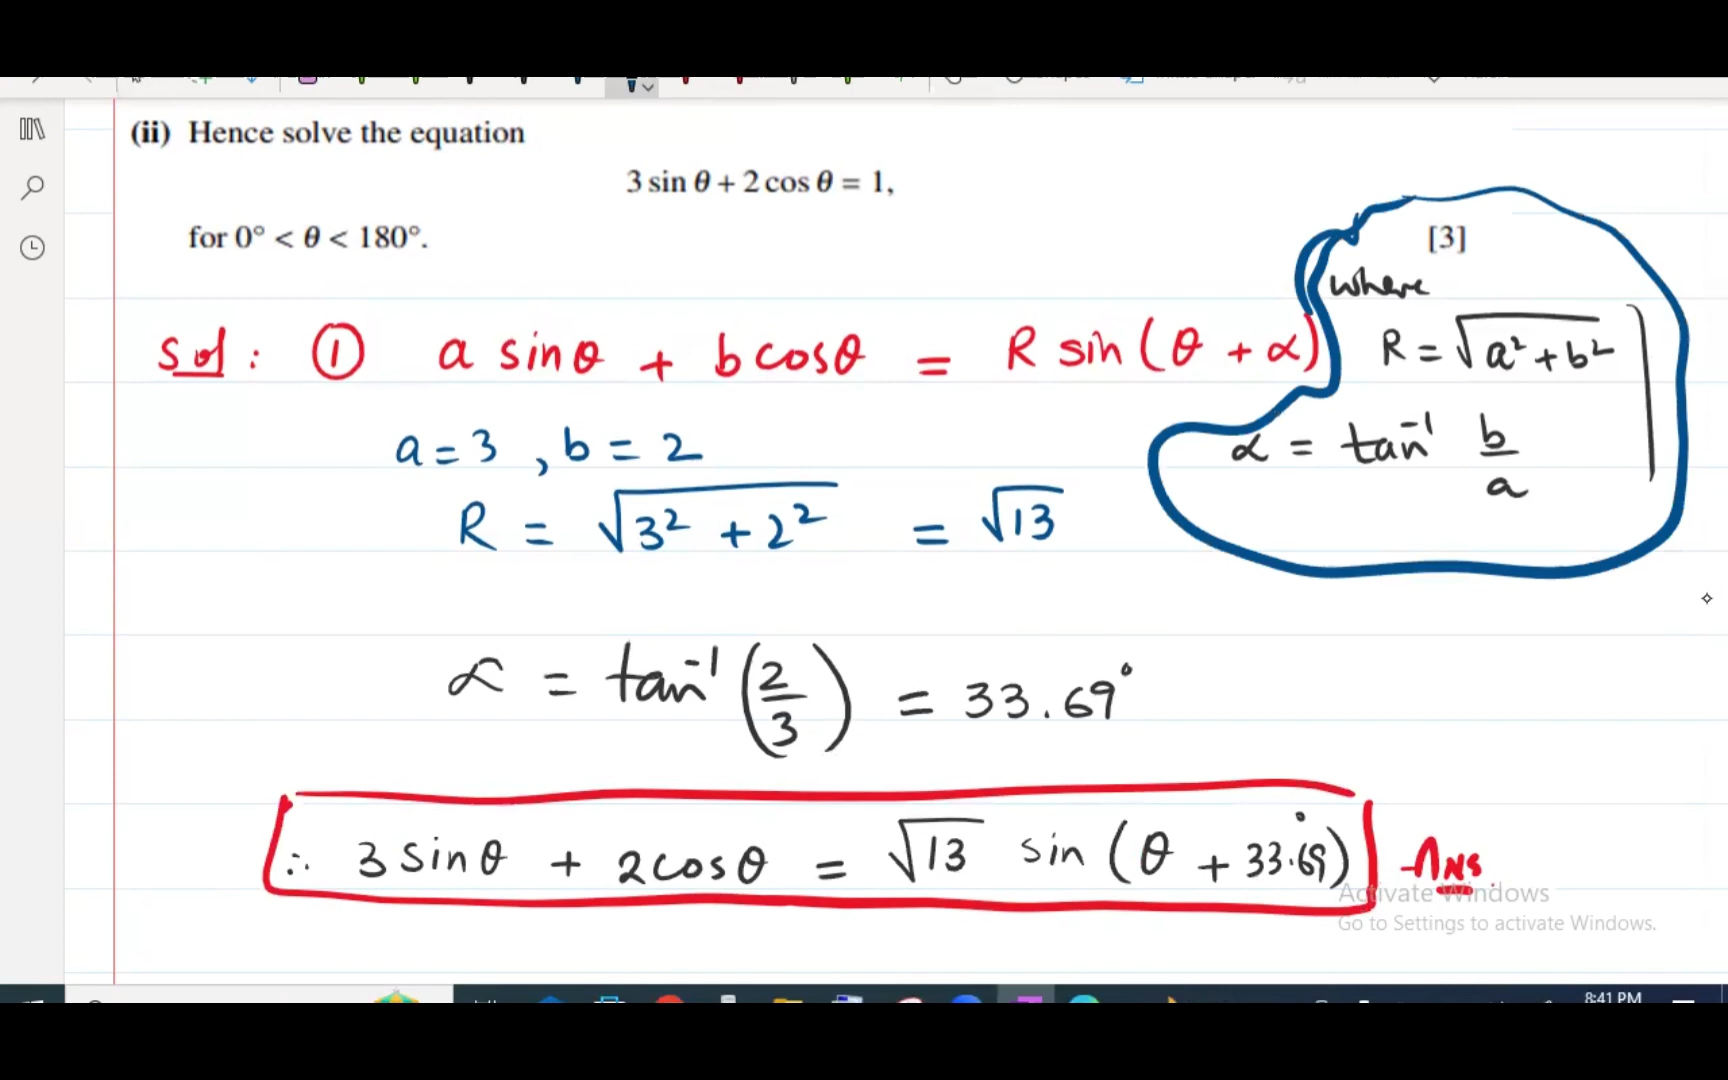 (ii) Hence solve the equation
3 sin θ + 2 cos θ = 1,
for 0° < θ < 180°.
[3]
where
Sol: ① a sinθ + b cosθ = R sin(θ + α)
R = √a² + b²
α = tan⁻¹ b/a
a = 3, b = 2
R = √3² + 2² = √13
α = tan⁻¹(2/3) = 33.69°
∴ 3 sinθ + 2 cosθ = √13 sin(θ + 33.69°) Ans.
Activate Windows
Go to Settings to activate Windows.
8:41 PM